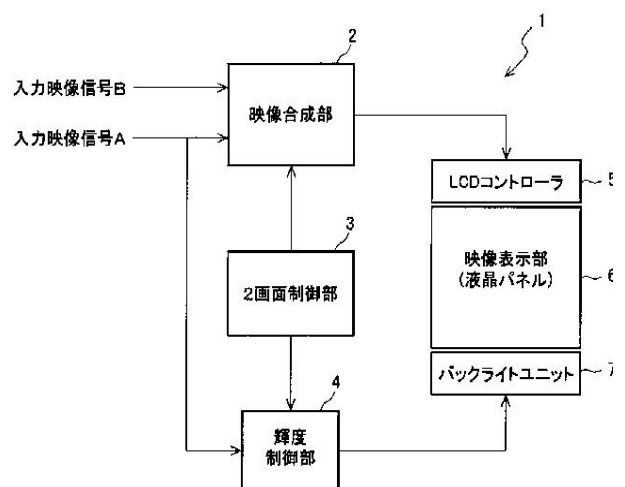 1
2
入力映像信号B
映像合成部
入力映像信号A
LCDコントローラ
5
3
映像表示部
(液晶パネル)
6
2画面制御部
バックライトユニット
7
4
輝度
制御部